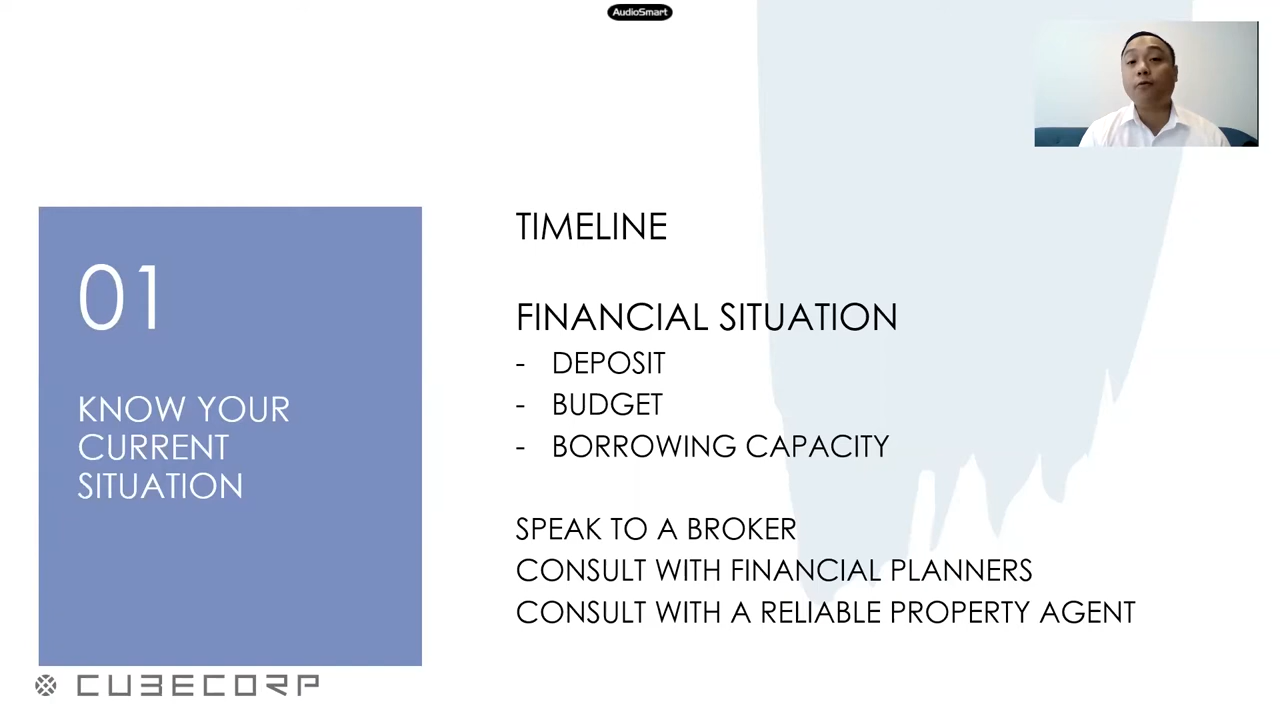 AudioSmart
01
KNOW YOUR
CURRENT
SITUATION
TIMELINE
FINANCIAL SITUATION
- DEPOSIT
- BUDGET
- BORROWING CAPACITY
SPEAK TO A BROKER
CONSULT WITH FINANCIAL PLANNERS
CONSULT WITH A RELIABLE PROPERTY AGENT
CUBECORP